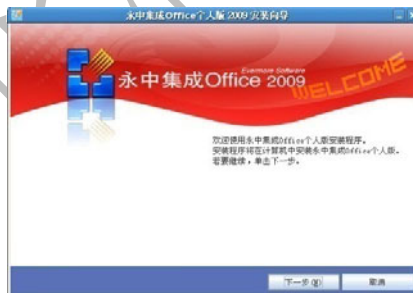 永中集成Office个人版 2009 安装向导
Evermore Software
永中集成Office 2009
WELCOME
欢迎使用永中集成Office个人版安装程序。
安装程序将在计算机中安装永中集成Office个人版。
若要继续，单击下一步。
下一步(N) 取消